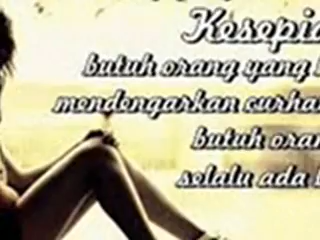 Kesepia
butuh orang yang
mendengarkan curha
butuh oran
selalu ada